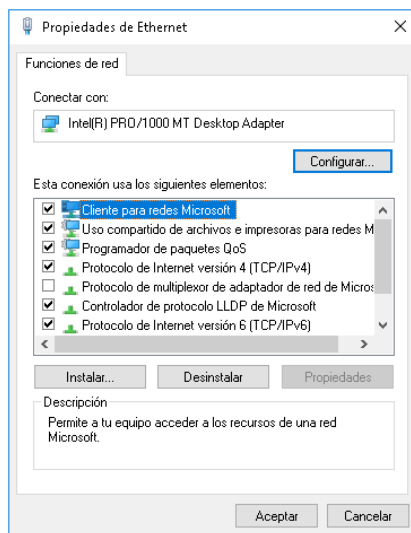 Propiedades de Ethernet
Funciones de red
Conectar con:
Intel(R) PRO/1000 MT Desktop Adapter
Configurar...
Esta conexión usa los siguientes elementos:
Cliente para redes Microsoft
Uso compartido de archivos e impresoras para redes M
Programador de paquetes QoS
Protocolo de Internet versión 4 (TCP/IPv4)
Protocolo de multiplexor de adaptador de red de Micros
Controlador de protocolo LLDP de Microsoft
Protocolo de Internet versión 6 (TCP/IPv6)
Instalar...
Desinstalar
Propiedades
Descripción
Permite a tu equipo acceder a los recursos de una red
Microsoft.
Aceptar
Cancelar